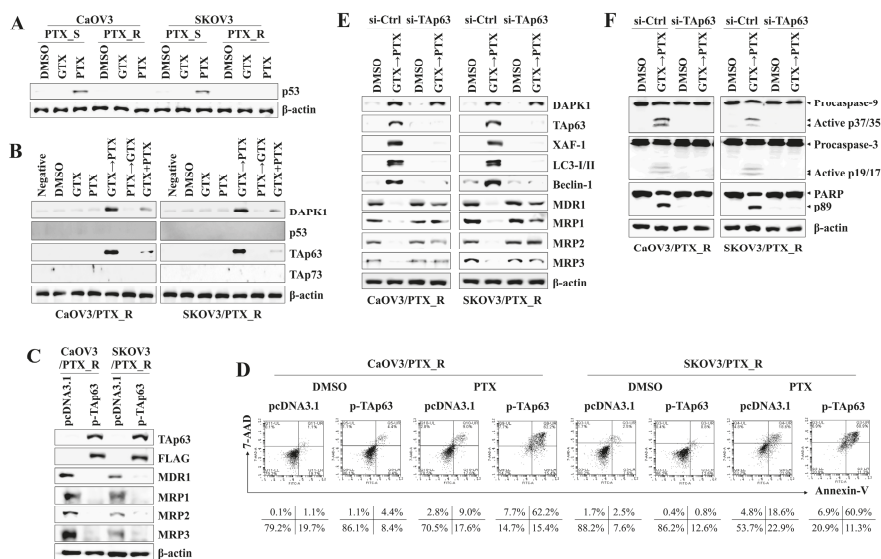 A
CaOV3 SKOV3
PTX_S PTX_R PTX_S PTX_R
DMSO GTX PTX DMSO GTX PTX DMSO GTX PTX DMSO GTX PTX
p53
β-actin
B
Negative DMSO GTX PTX GTX→PTX PTX→GTX GTX+PTX Negative DMSO GTX PTX GTX→PTX PTX→GTX GTX+PTX
DAPK1
p53
TAp63
TAp73
β-actin
CaOV3/PTX_R SKOV3/PTX_R
C
CaOV3 SKOV3
/PTX_R /PTX_R
pcDNA3.1 p-TAp63 pcDNA3.1 p-TAp63
TAp63
FLAG
MDR1
MRP1
MRP2
MRP3
β-actin
D
CaOV3/PTX_R SKOV3/PTX_R
DMSO PTX DMSO PTX
pcDNA3.1 p-TAp63 pcDNA3.1 p-TAp63 pcDNA3.1 p-TAp63 pcDNA3.1 p-TAp63
7-AAD
Annexin-V
0.1% 1.1% 1.1% 4.4% 2.8% 9.0% 7.7% 62.2% 1.7% 2.5% 0.4% 0.8% 4.8% 18.6% 6.9% 60.9%
79.2% 19.7% 86.1% 8.4% 70.5% 17.6% 14.7% 15.4% 88.2% 7.6% 86.2% 12.6% 53.7% 22.9% 20.9% 11.3%
E
si-Ctrl si-TAp63 si-Ctrl si-TAp63
DMSO GTX→PTX DMSO GTX→PTX DMSO GTX→PTX DMSO GTX→PTX
DAPK1
TAp63
XAF-1
LC3-I/II
Beclin-1
MDR1
MRP1
MRP2
MRP3
β-actin
CaOV3/PTX_R SKOV3/PTX_R
F
si-Ctrl si-TAp63 si-Ctrl si-TAp63
DMSO GTX→PTX DMSO GTX→PTX DMSO GTX→PTX DMSO GTX→PTX
Procaspase-9
Active p37/35
Procaspase-3
Active p19/17
PARP
p89
β-actin
CaOV3/PTX_R SKOV3/PTX_R